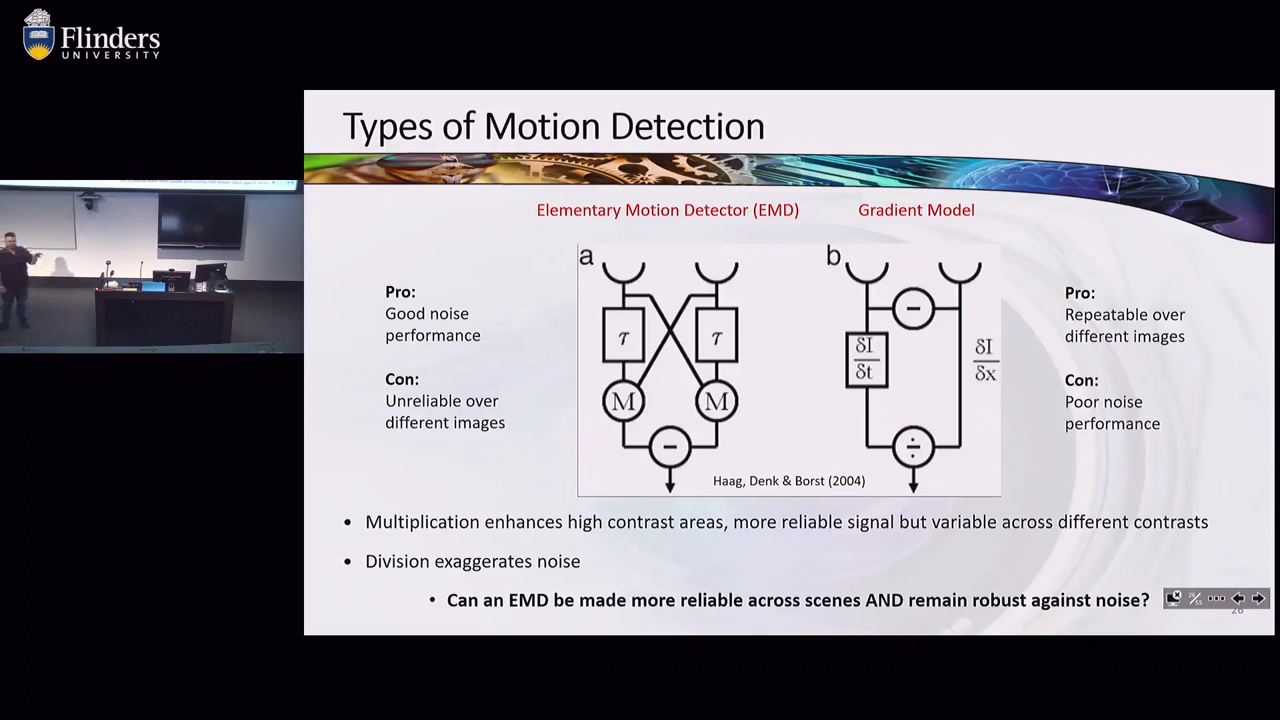 Flinders
UNIVERSITY
Types of Motion Detection
Elementary Motion Detector (EMD)
Gradient Model
Pro:
Good noise
performance
Con:
Unreliable over
different images
a
τ
τ
M
M
-
b
-
δI
δt
δI
δx
÷
Haag, Denk & Borst (2004)
Pro:
Repeatable over
different images
Con:
Poor noise
performance
• Multiplication enhances high contrast areas, more reliable signal but variable across different contrasts
• Division exaggerates noise
• Can an EMD be made more reliable across scenes AND remain robust against noise?
26/55
26